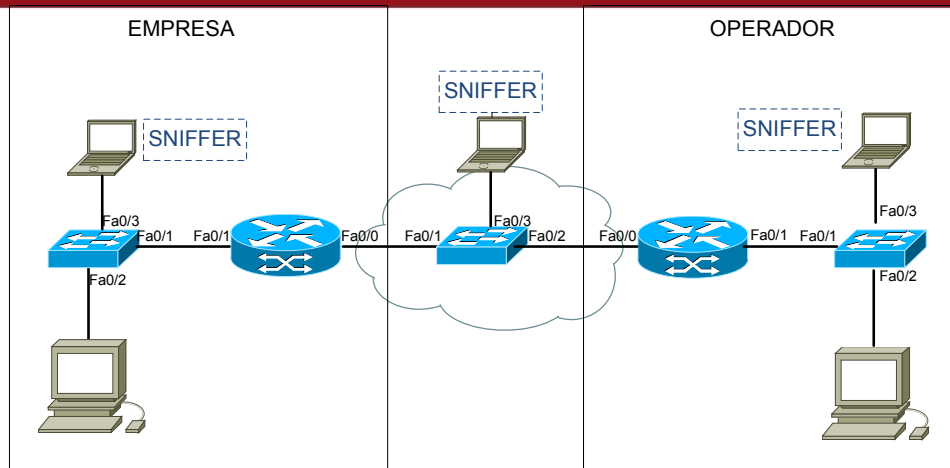 EMPRESA
OPERADOR
SNIFFER
SNIFFER
SNIFFER
Fa0/3
Fa0/1
Fa0/1
Fa0/0
Fa0/2
Fa0/3
Fa0/1
Fa0/2
Fa0/0
Fa0/1
Fa0/1
Fa0/3
Fa0/2